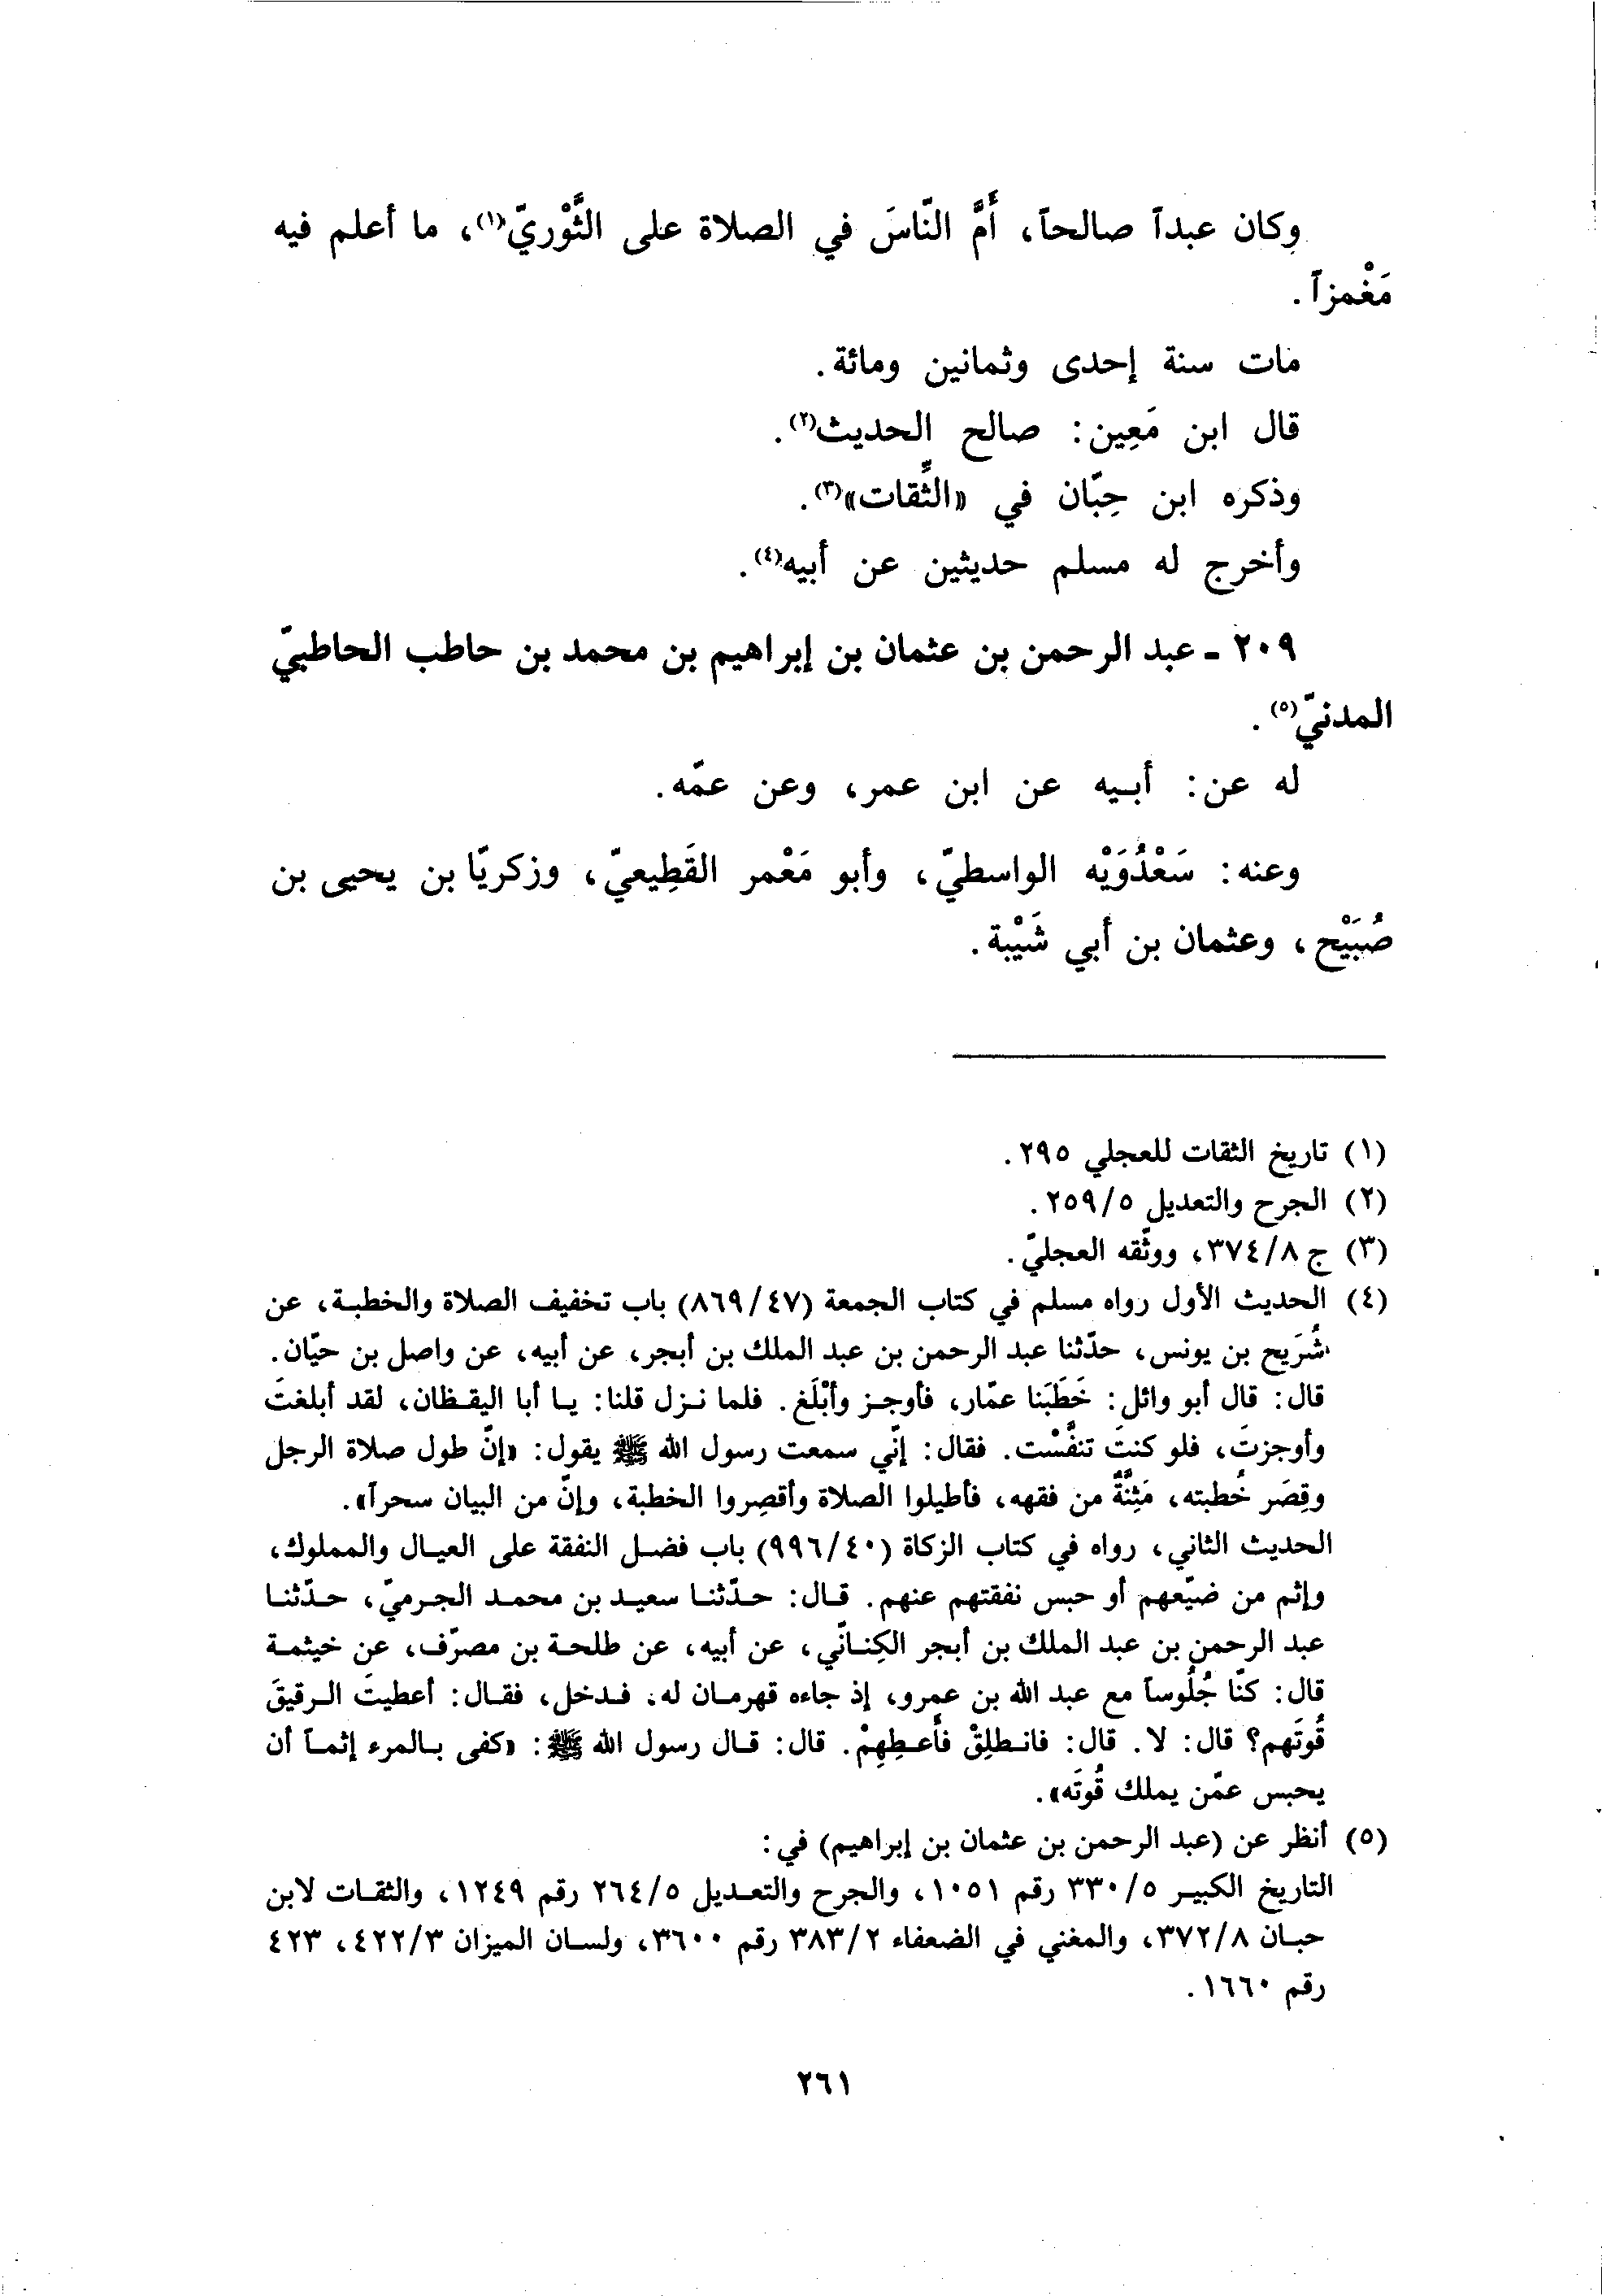 وكان عبداً صالحاً، أَمَّ النّاسَ في الصلاة على الثَّوْريّ(١)، ما أعلم فيه
مَغْمزاً.
مات سنة إحدى وثمانين ومائة.
قال ابن مَعِين: صالح الحديث(٢).
وذكره ابن حِبّان في «الثِّقات»(٣).
وأخرج له مسلم حديثين عن أبيه(٤).
٢٠٩ - عبد الرحمن بن عثمان بن إبراهيم بن محمد بن حاطب الحاطبيّ
المدنيّ(٥).
له عن: أبيه عن ابن عمر، وعن عمّه.
وعنه: سَعْدُوَيْه الواسطيّ، وأبو مَعْمر القَطِيعيّ، وزكريّا بن يحيى بن
صُبَيْح، وعثمان بن أبي شَيْبة.
(١) تاريخ الثقات للعجلي ٢٩٥.
(٢) الجرح والتعديل ٢٥٩/٥.
(٣) ج ٣٧٤/٨، ووثّقه العجليّ.
(٤) الحديث الأول رواه مسلم في كتاب الجمعة (٨٦٩/٤٧) باب تخفيف الصلاة والخطبة، عن
شُرَيح بن يونس، حدّثنا عبد الرحمن بن عبد الملك بن أبجر، عن أبيه، عن واصل بن حيّان.
قال: قال أبو وائل: خَطَبَنا عمّار، فأوجز وأبْلَغ. فلما نزل قلنا: يا أبا اليقظان، لقد أبلغتَ
وأوجزتَ، فلو كنتَ تنفَّسْت. فقال: إنّي سمعت رسول الله ﷺ يقول: «إنّ طول صلاة الرجل
وقِصَر خُطبته، مَئِنَّةٌ من فقهه، فأطيلوا الصلاة وأقصِروا الخطبة، وإنّ من البيان سحراً».
الحديث الثاني، رواه في كتاب الزكاة (٩٩٦/٤٠) باب فضل النفقة على العيال والمملوك،
وإثم من ضيّعهم أو حبس نفقتهم عنهم. قال: حدّثنا سعيد بن محمد الجرميّ، حدّثنا
عبد الرحمن بن عبد الملك بن أبجر الكِنانّي، عن أبيه، عن طلحة بن مصرّف، عن خيثمة
قال: كنّا جُلُوساً مع عبد الله بن عمرو، إذ جاءه قهرمان له. فدخل، فقال: أعطيتَ الرقيقَ
قُوتَهم؟ قال: لا. قال: فانطلِقْ فأعطِهِمْ. قال: قال رسول الله ﷺ: «كفى بالمرء إثماً أن
يحبس عمّن يملك قُوتَه».
(٥) أنظر عن (عبد الرحمن بن عثمان بن إبراهيم) في:
التاريخ الكبير ٣٣٠/٥ رقم ١٠٥١، والجرح والتعديل ٢٦٤/٥ رقم ١٢٤٩، والثقات لابن
حبان ٣٧٢/٨، والمغني في الضعفاء ٣٨٣/٢ رقم ٣٦٠٠، ولسان الميزان ٤٢٢/٣، ٤٢٣
رقم ١٦٦٠.
٢٦١